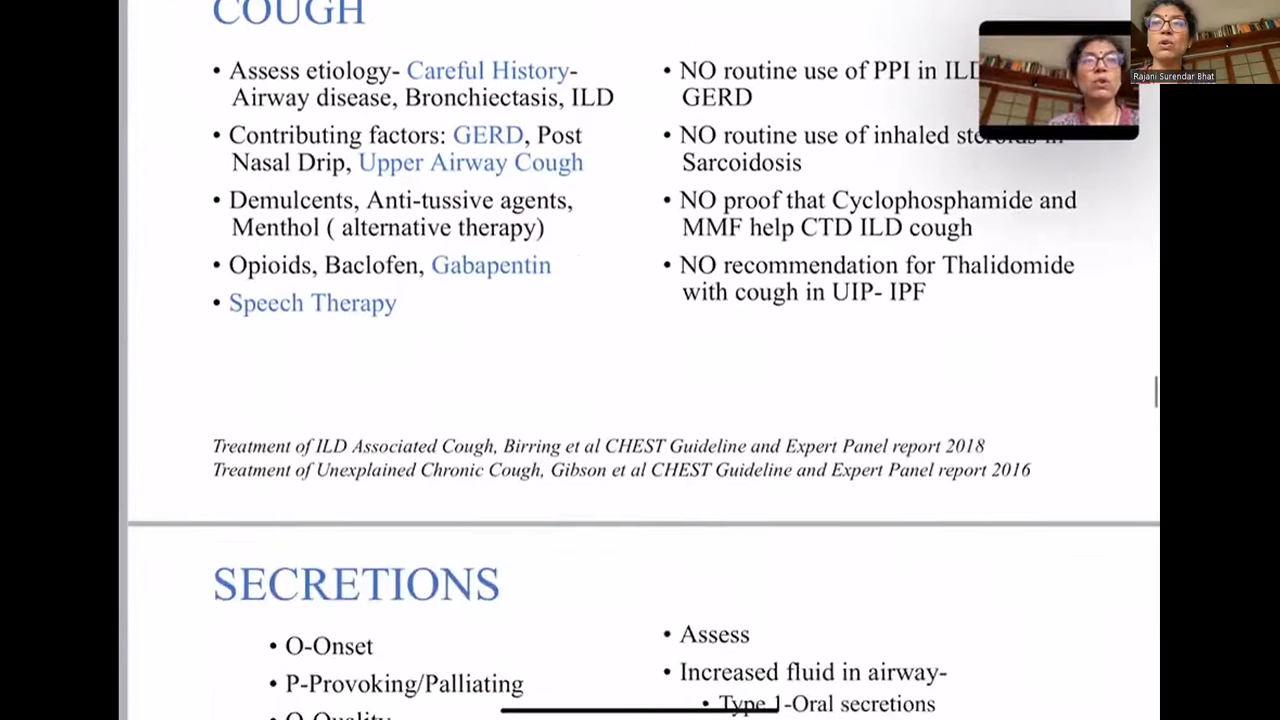 COUGH
• Assess etiology- Careful History-
Airway disease, Bronchiectasis, ILD
• Contributing factors: GERD, Post
Nasal Drip, Upper Airway Cough
• Demulcents, Anti-tussive agents,
Menthol ( alternative therapy)
• Opioids, Baclofen, Gabapentin
• Speech Therapy
• NO routine use of PPI in ILD
GERD
• NO routine use of inhaled steroids in
Sarcoidosis
• NO proof that Cyclophosphamide and
MMF help CTD ILD cough
• NO recommendation for Thalidomide
with cough in UIP- IPF
Rajani Surendar Bhat
Treatment of ILD Associated Cough, Birring et al CHEST Guideline and Expert Panel report 2018
Treatment of Unexplained Chronic Cough, Gibson et al CHEST Guideline and Expert Panel report 2016
SECRETIONS
• O-Onset
• P-Provoking/Palliating
• Q-Quality
• Assess
• Increased fluid in airway-
• Type 1-Oral secretions